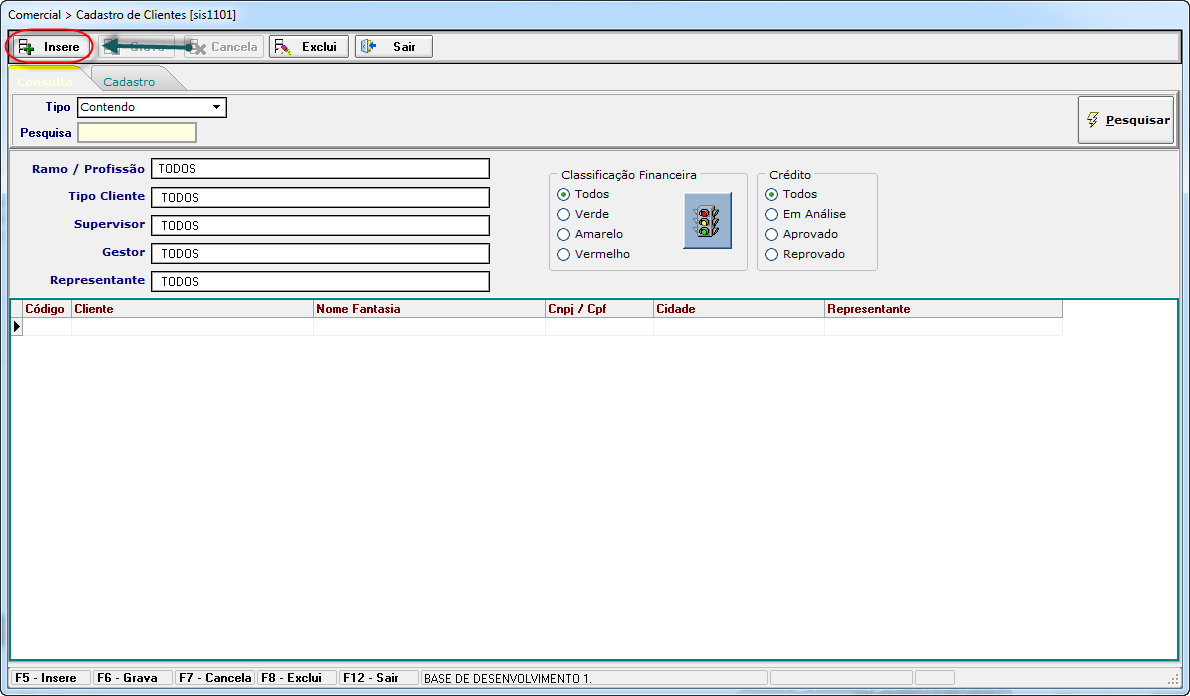 Comercial > Cadastro de Clientes [sis1101]
Insere Grava Cancela Exclui Sair
Consulta Cadastro
Tipo Contendo
Pesquisa
Pesquisar
Ramo / Profissão TODOS
Tipo Cliente TODOS
Supervisor TODOS
Gestor TODOS
Representante TODOS
Classificação Financeira
Todos
Verde
Amarelo
Vermelho
Crédito
Todos
Em Análise
Aprovado
Reprovado
Código Cliente Nome Fantasia Cnpj / Cpf Cidade Representante
F5 - Insere F6 - Grava F7 - Cancela F8 - Exclui F12 - Sair BASE DE DESENVOLVIMENTO 1.